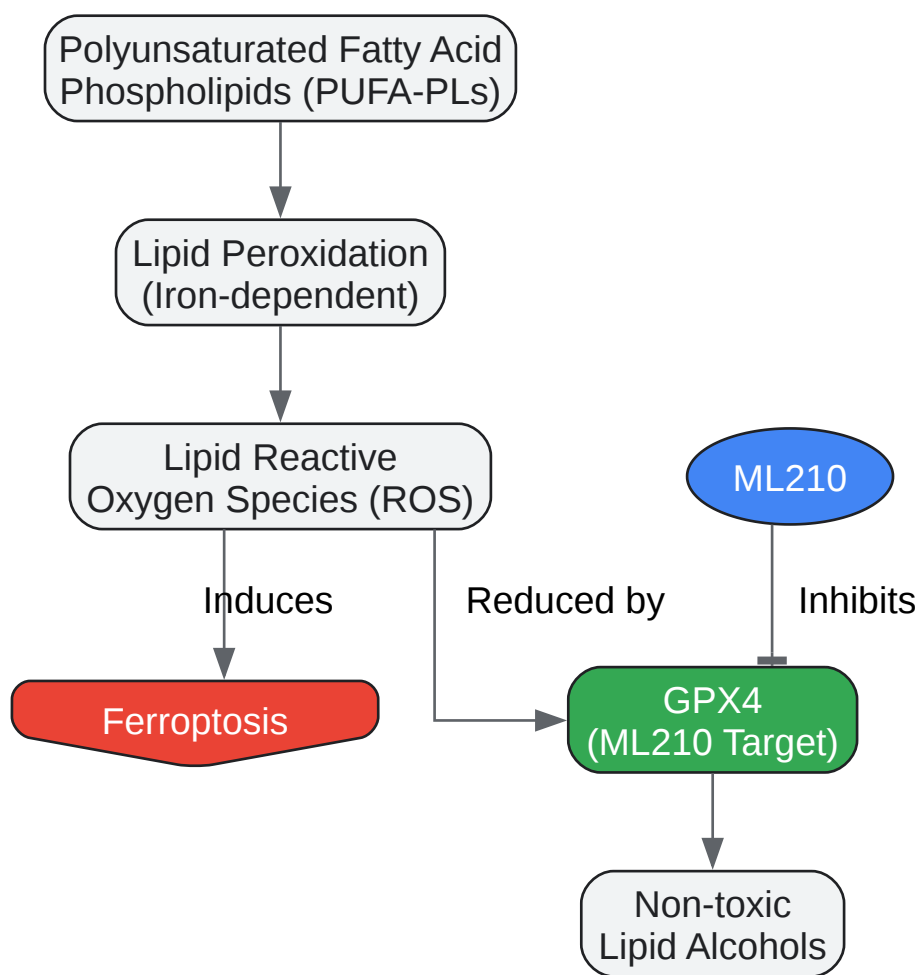 Polyunsaturated Fatty Acid
Phospholipids (PUFA-PLs)
Lipid Peroxidation
(Iron-dependent)
Lipid Reactive
Oxygen Species (ROS)
ML210
Induces
Reduced by
Inhibits
Ferroptosis
GPX4
(ML210 Target)
Non-toxic
Lipid Alcohols